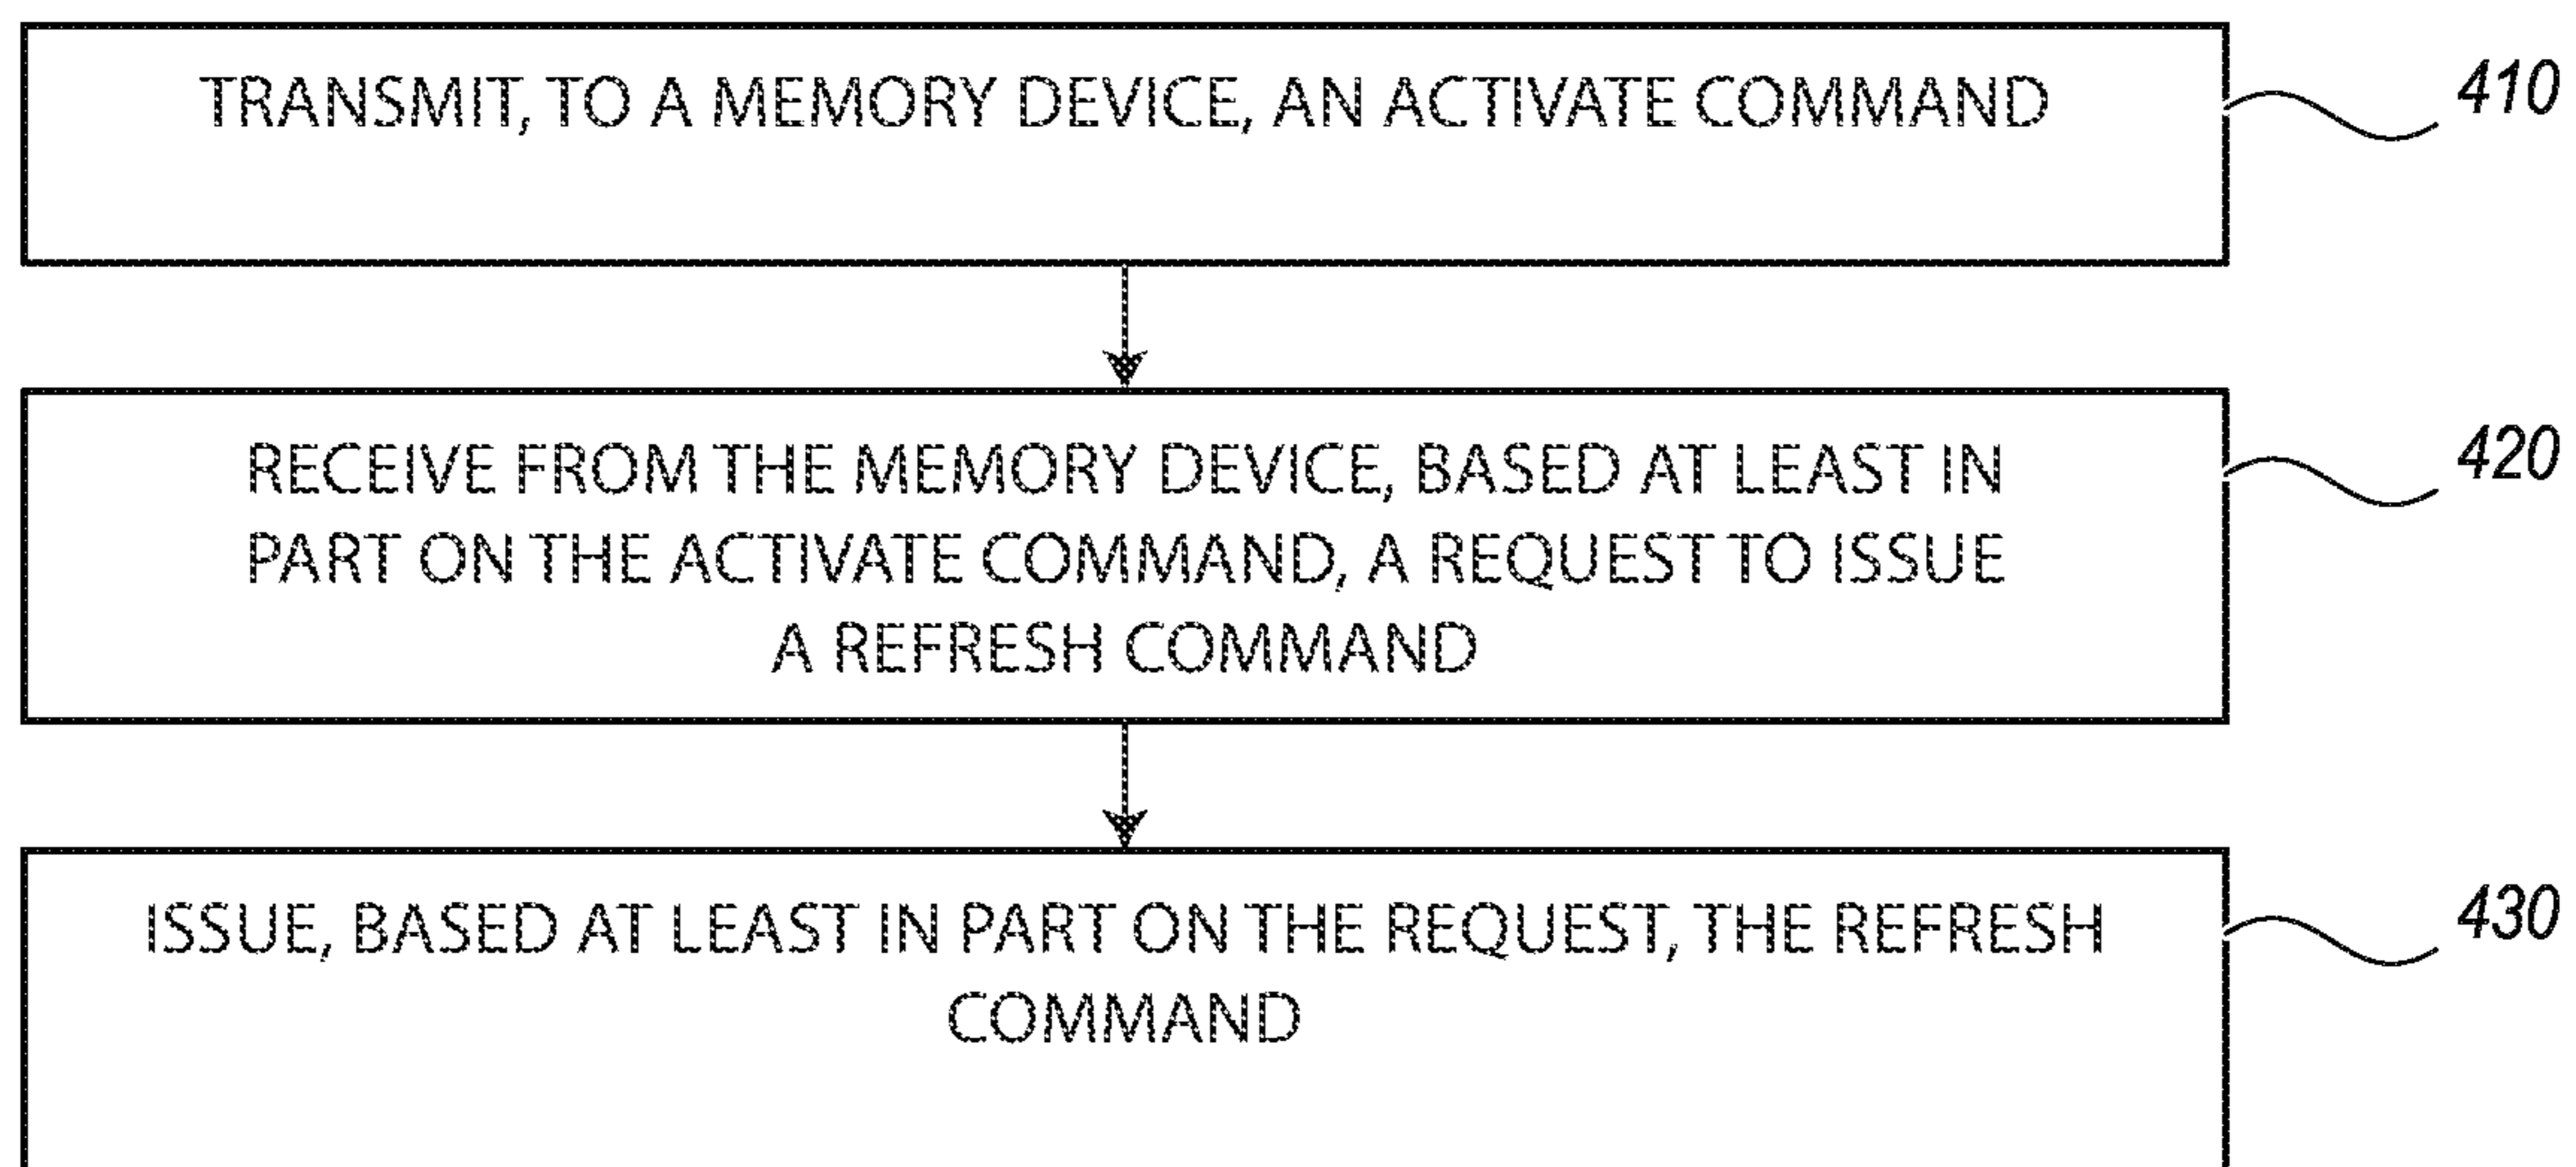 TRANSMIT, TO A MEMORY DEVICE, AN ACTIVATE COMMAND
410
RECEIVE FROM THE MEMORY DEVICE, BASED AT LEAST IN
PART ON THE ACTIVATE COMMAND, A REQUEST TO ISSUE
A REFRESH COMMAND
420
ISSUE, BASED AT LEAST IN PART ON THE REQUEST, THE REFRESH
COMMAND
430